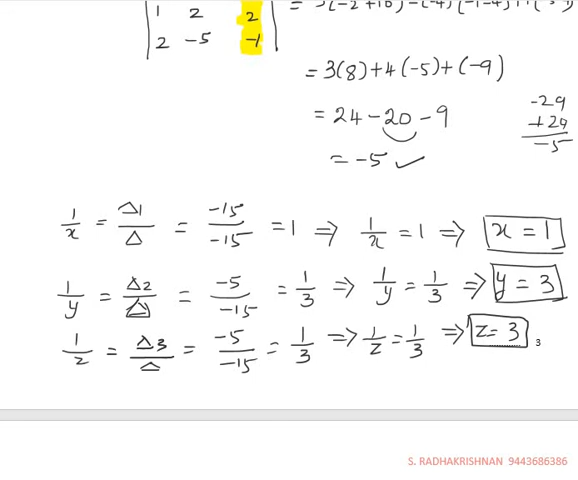 | 1 2 2 |
| 2 -5 -1 |
= 3(8)+4(-5)+(-9)
= 24-20-9
-29
+24
-5
= -5 ✓
1/x = Δ1/Δ = -15/-15 = 1 ⇒ 1/x = 1 ⇒ x = 1
1/y = Δ2/Δ = -5/-15 = 1/3 ⇒ 1/y = 1/3 ⇒ y = 3
1/z = Δ3/Δ = -5/-15 = 1/3 ⇒ 1/z = 1/3 ⇒ z = 3
3
S. RADHAKRISHNAN 9443686386